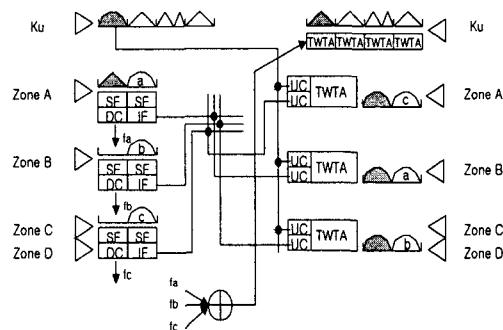 Ku
Ku
TWTA TWTA TWTA TWTA
Zone A
a
SF SF
DC IF
fa
UC
UC
TWTA
c
Zone A
Zone B
b
SF SF
DC IF
fb
UC
UC
TWTA
a
Zone B
Zone C
Zone D
c
SF SF
DC IF
fc
UC
UC
TWTA
b
Zone C
Zone D
fa
fb
fc